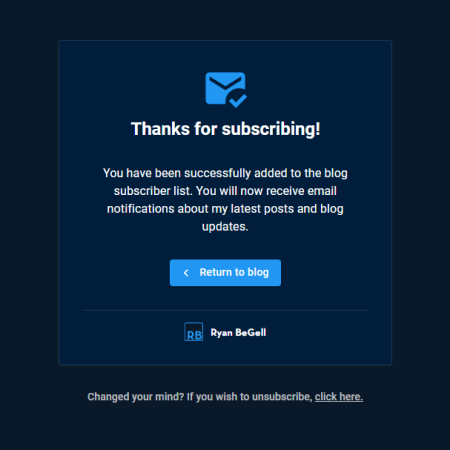 Thanks for subscribing!
You have been successfully added to the blog
subscriber list. You will now receive email
notifications about my latest posts and blog
updates.
Return to blog
RB Ryan BeGell
Changed your mind? If you wish to unsubscribe, click here.